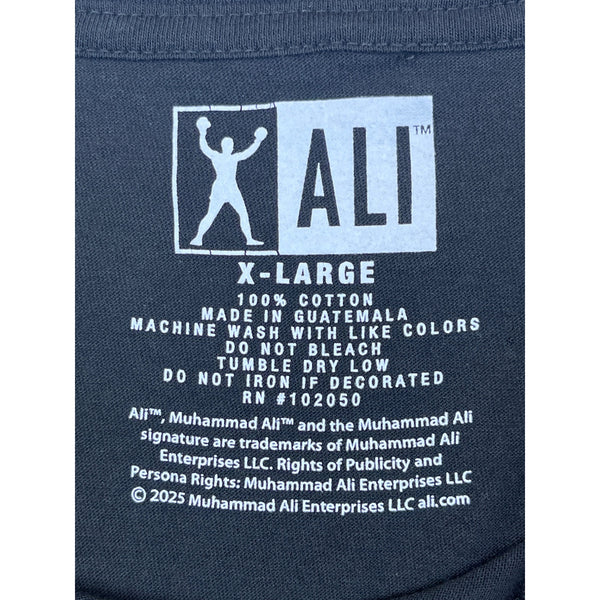 ALI™
X-LARGE
100% COTTON
MADE IN GUATEMALA
MACHINE WASH WITH LIKE COLORS
DO NOT BLEACH
TUMBLE DRY LOW
DO NOT IRON IF DECORATED
RN #102050
Ali™, Muhammad Ali™ and the Muhammad Ali
signature are trademarks of Muhammad Ali
Enterprises LLC. Rights of Publicity and
Persona Rights: Muhammad Ali Enterprises LLC
© 2025 Muhammad Ali Enterprises LLC ali.com